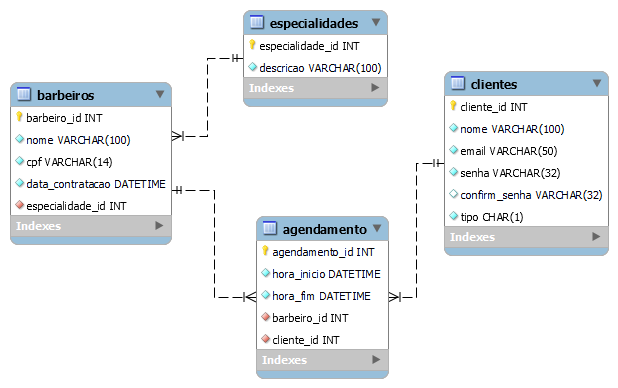 especialidades
especialidade_id INT
descricao VARCHAR(100)
Indexes
barbeiros
barbeiro_id INT
nome VARCHAR(100)
cpf VARCHAR(14)
data_contratacao DATETIME
especialidade_id INT
Indexes
clientes
cliente_id INT
nome VARCHAR(100)
email VARCHAR(50)
senha VARCHAR(32)
confirm_senha VARCHAR(32)
tipo CHAR(1)
Indexes
agendamento
agendamento_id INT
hora_inicio DATETIME
hora_fim DATETIME
barbeiro_id INT
cliente_id INT
Indexes